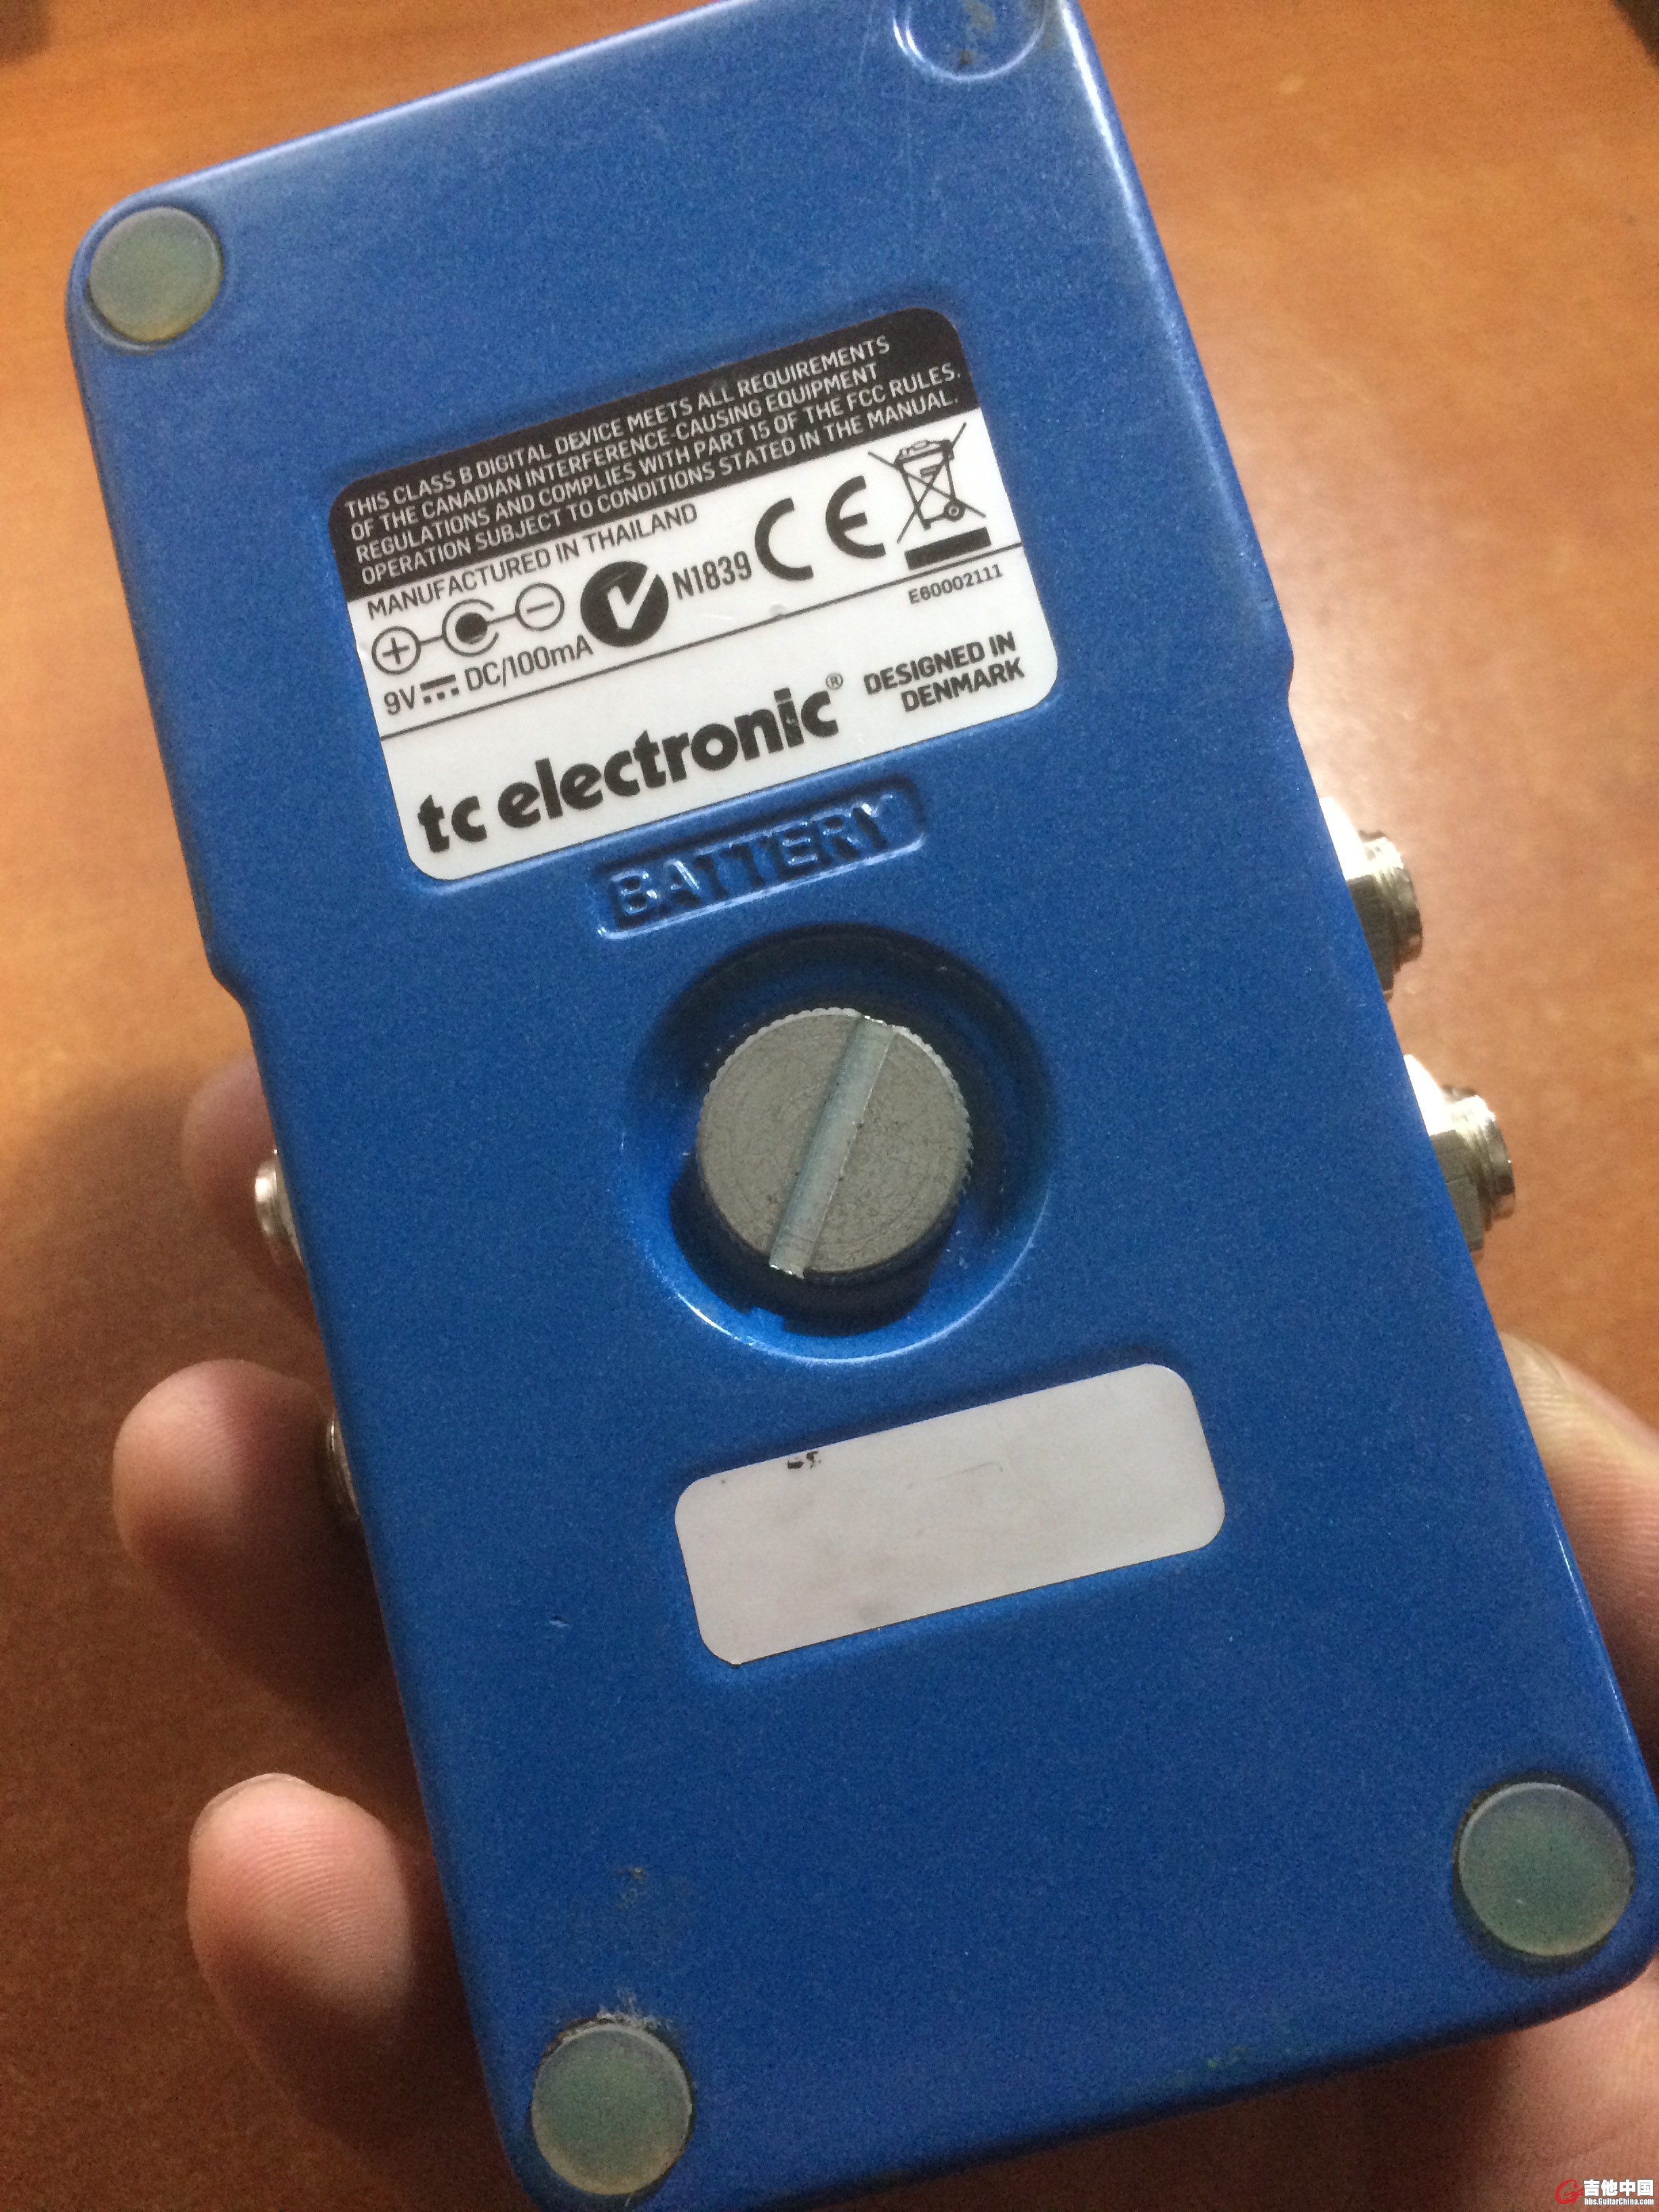 THIS CLASS B DIGITAL DEVICE MEETS ALL REQUIREMENTS
OF THE CANADIAN INTERFERENCE-CAUSING EQUIPMENT
REGULATIONS AND COMPLIES WITH PART 15 OF THE FCC RULES.
OPERATION SUBJECT TO CONDITIONS STATED IN THE MANUAL.
MANUFACTURED IN THAILAND
N1839 CE
9V DC/100mA
E60002111
tc electronic®
DESIGNED IN
DENMARK
BATTERY
吉他中国
bbs.GuitarChina.com